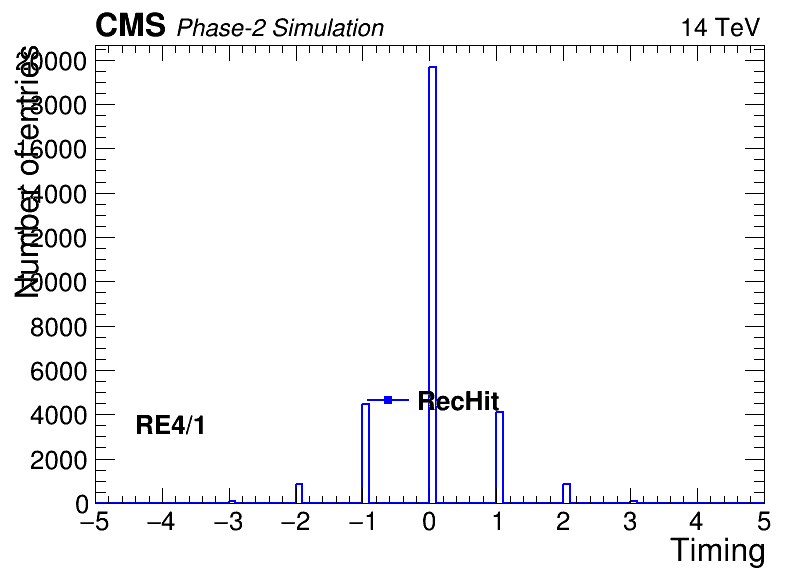 CMS Phase-2 Simulation 14 TeV
Number of entries
20000
18000
16000
14000
12000
10000
8000
6000
4000
2000
0
RecHit
RE4/1
−5 −4 −3 −2 −1 0 1 2 3 4 5
Timing